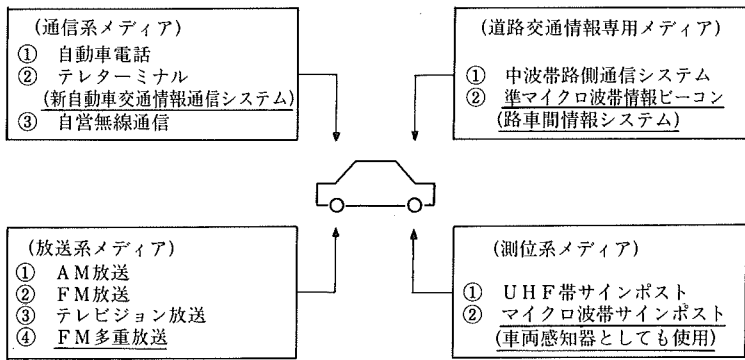 (通信系メディア)
① 自動車電話
② テレターミナル
(新自動車交通情報通信システム)
③ 自営無線通信
(道路交通情報専用メディア)
① 中波帯路側通信システム
② 準マイクロ波帯情報ビーコン
(路車間情報システム)
(放送系メディア)
① AM放送
② FM放送
③ テレビジョン放送
④ FM多重放送
(測位系メディア)
① UHF帯サインポスト
② マイクロ波帯サインポスト
(車両感知器としても使用)